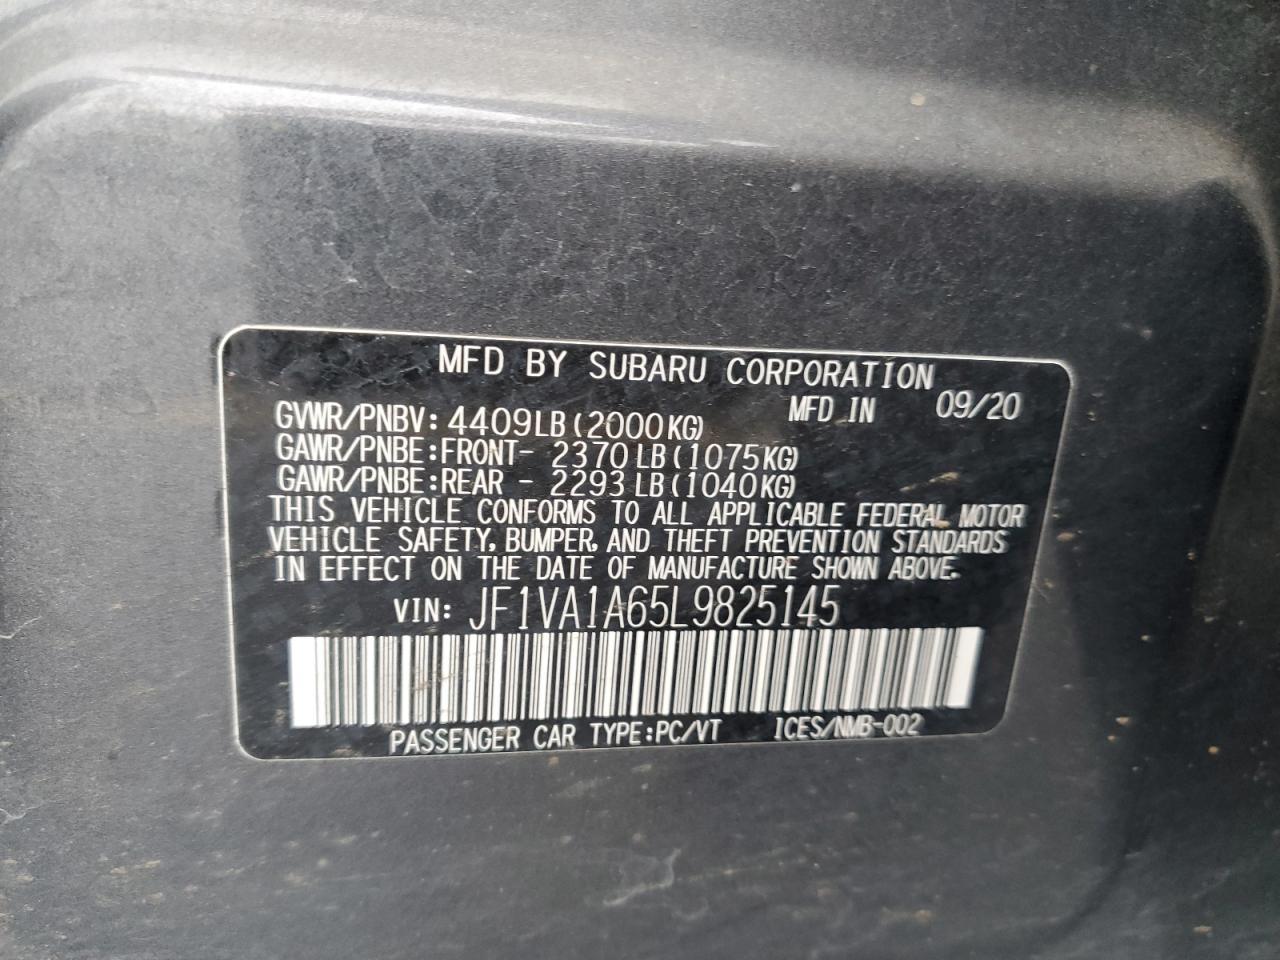 MFD BY SUBARU CORPORATION
MFD IN 09/20
GVWR/PNBV: 4409LB(2000KG)
GAWR/PNBE:FRONT- 2370LB(1075KG)
GAWR/PNBE:REAR - 2293LB(1040KG)
THIS VEHICLE CONFORMS TO ALL APPLICABLE FEDERAL MOTOR
VEHICLE SAFETY, BUMPER, AND THEFT PREVENTION STANDARDS
IN EFFECT ON THE DATE OF MANUFACTURE SHOWN ABOVE.
VIN: JF1VA1A65L9825145
PASSENGER CAR TYPE:PC/VT ICES/NMB-002